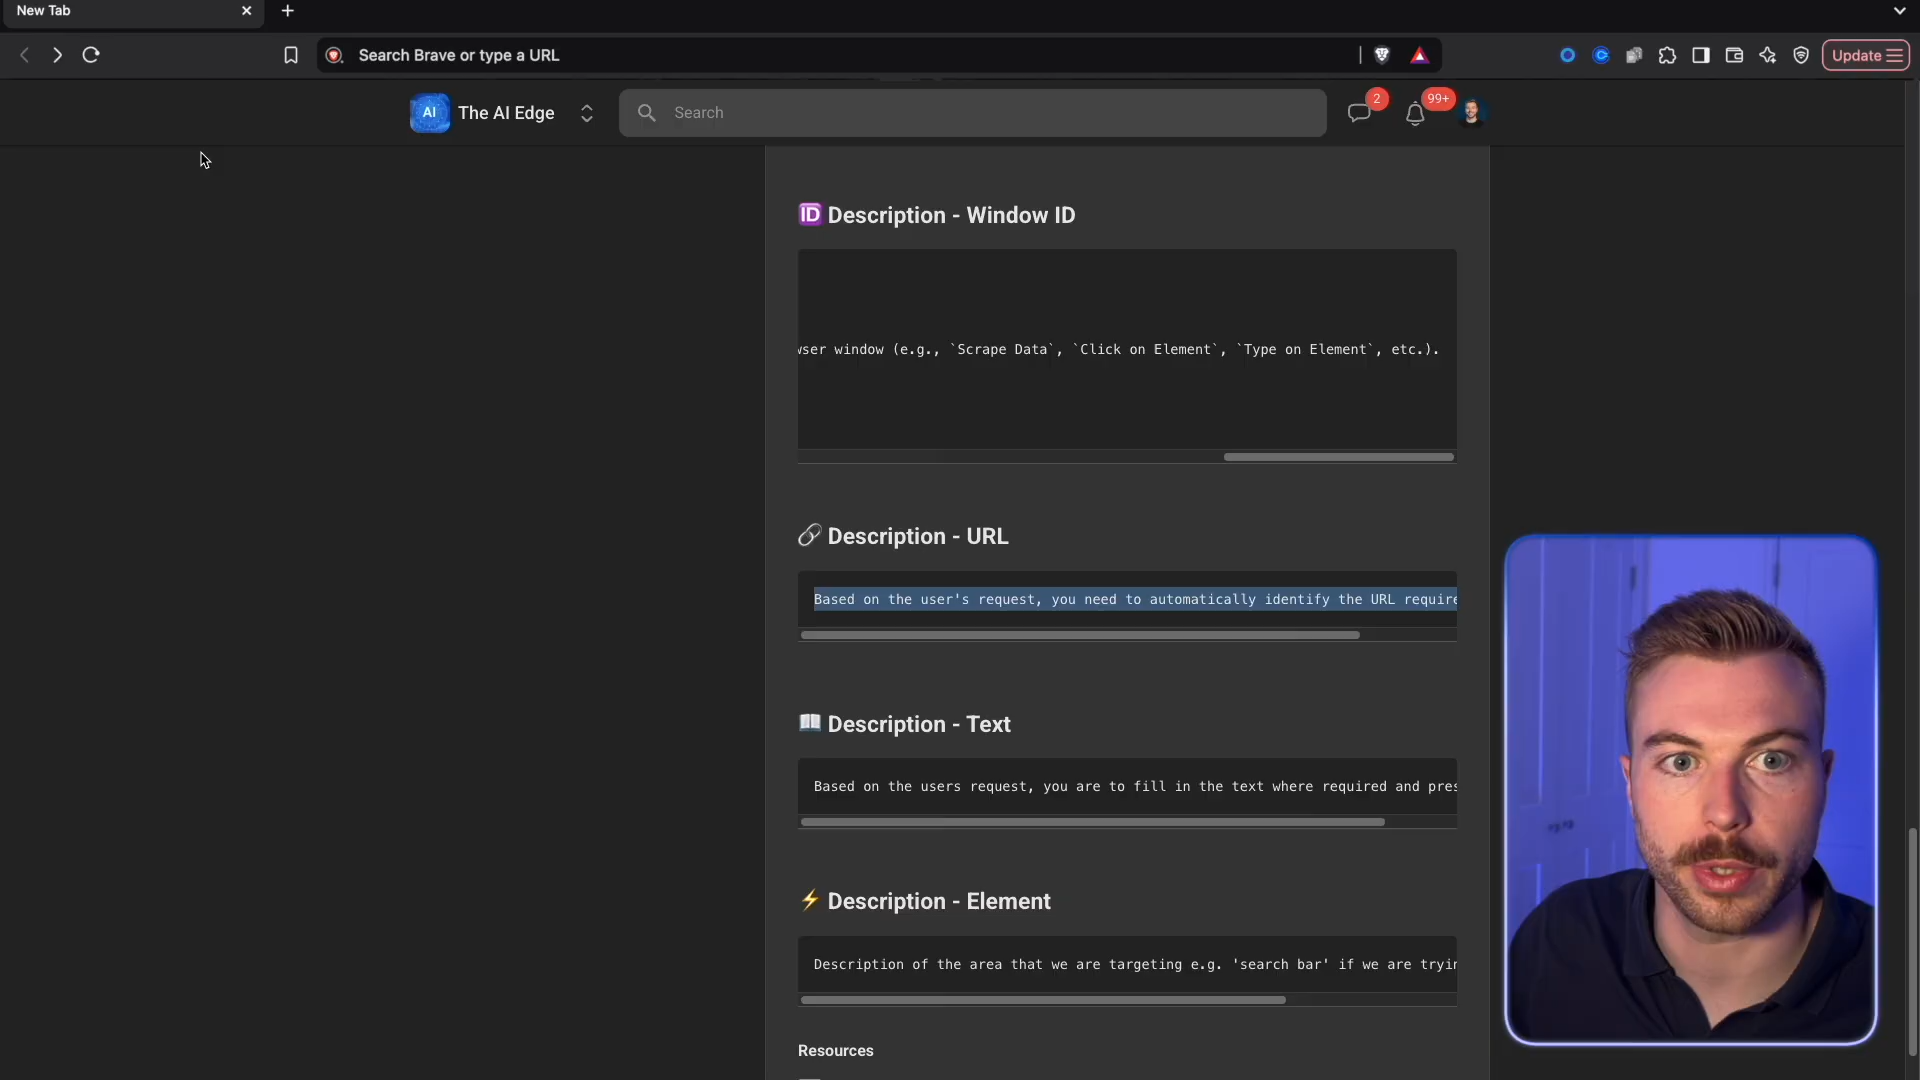 New Tab
Search Brave or type a URL
Update
AI The AI Edge
Search
2
99+
ID Description - Window ID
wser window (e.g., `Scrape Data`, `Click on Element`, `Type on Element`, etc.).
Description - URL
Based on the user's request, you need to automatically identify the URL require
Description - Text
Based on the users request, you are to fill in the text where required and pres
Description - Element
Description of the area that we are targeting e.g. 'search bar' if we are tryin
Resources